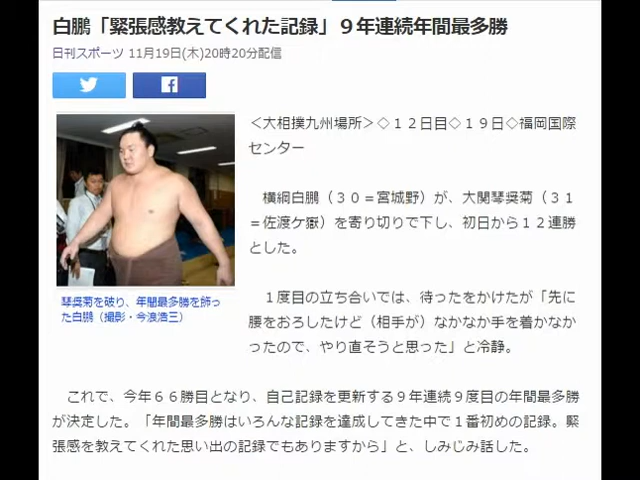 白鵬「緊張感教えてくれた記録」９年連続年間最多勝
日刊スポーツ 11月19日(木)20時20分配信
＜大相撲九州場所＞◇１２日目◇１９日◇福岡国際
センター
横綱白鵬（３０＝宮城野）が、大関琴奨菊（３１
＝佐渡ケ嶽）を寄り切りで下し、初日から１２連勝
とした。
琴奨菊を破り、年間最多勝を飾っ
た白鵬（撮影・今浪浩三）
１度目の立ち合いでは、待ったをかけたが「先に
腰をおろしたけど（相手が）なかなか手を着かなか
ったので、やり直そうと思った」と冷静。
これで、今年６６勝目となり、自己記録を更新する９年連続９度目の年間最多勝
が決定した。「年間最多勝はいろんな記録を達成してきた中で１番初めの記録。緊
張感を教えてくれた思い出の記録でもありますから」と、しみじみ話した。